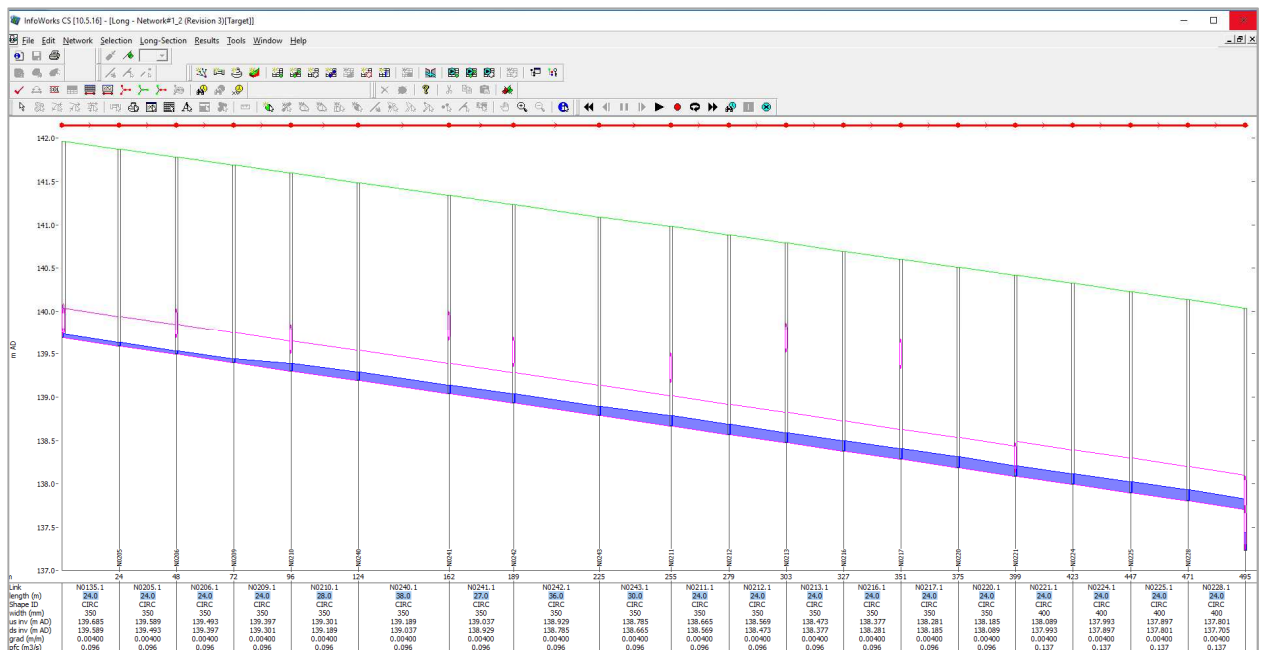 InfoWorks CS [10.5.16] - [Long - Network#1_2 (Revision 3)[Target]]
File Edit Network Selection Long-Section Results Tools Window Help
142.0
141.5
141.0
140.5
140.0
139.5
m AD
139.0
138.5
138.0
137.5
137.0
N0205 N0206 N0209 N0210 N0240 N0241 N0242 N0243 N0211 N0212 N0213 N0216 N0217 N0220 N0221 N0224 N0225 N0228
m 24 48 72 96 124 162 189 225 255 279 303 327 351 375 399 423 447 471 495
Link N0135.1 N0205.1 N0206.1 N0209.1 N0210.1 N0240.1 N0241.1 N0242.1 N0243.1 N0211.1 N0212.1 N0213.1 N0216.1 N0217.1 N0220.1 N0221.1 N0224.1 N0225.1 N0228.1
length (m) 24.0 24.0 24.0 24.0 28.0 38.0 27.0 36.0 30.0 24.0 24.0 24.0 24.0 24.0 24.0 24.0 24.0 24.0 24.0
Shape ID CIRC CIRC CIRC CIRC CIRC CIRC CIRC CIRC CIRC CIRC CIRC CIRC CIRC CIRC CIRC CIRC CIRC CIRC CIRC
width (mm) 350 350 350 350 350 350 350 350 350 350 350 350 350 350 350 400 400 400 400
us inv (m AD) 139.685 139.589 139.493 139.397 139.301 139.189 139.037 138.929 138.785 138.665 138.569 138.473 138.377 138.281 138.185 138.089 137.993 137.897 137.801
ds inv (m AD) 139.589 139.493 139.397 139.301 139.189 139.037 138.929 138.785 138.665 138.569 138.473 138.377 138.281 138.185 138.089 137.993 137.897 137.801 137.705
grad (m/m) 0.00400 0.00400 0.00400 0.00400 0.00400 0.00400 0.00400 0.00400 0.00400 0.00400 0.00400 0.00400 0.00400 0.00400 0.00400 0.00400 0.00400 0.00400 0.00400
pfc (m3/s) 0.096 0.096 0.096 0.096 0.096 0.096 0.096 0.096 0.096 0.096 0.096 0.096 0.096 0.096 0.096 0.137 0.137 0.137 0.137